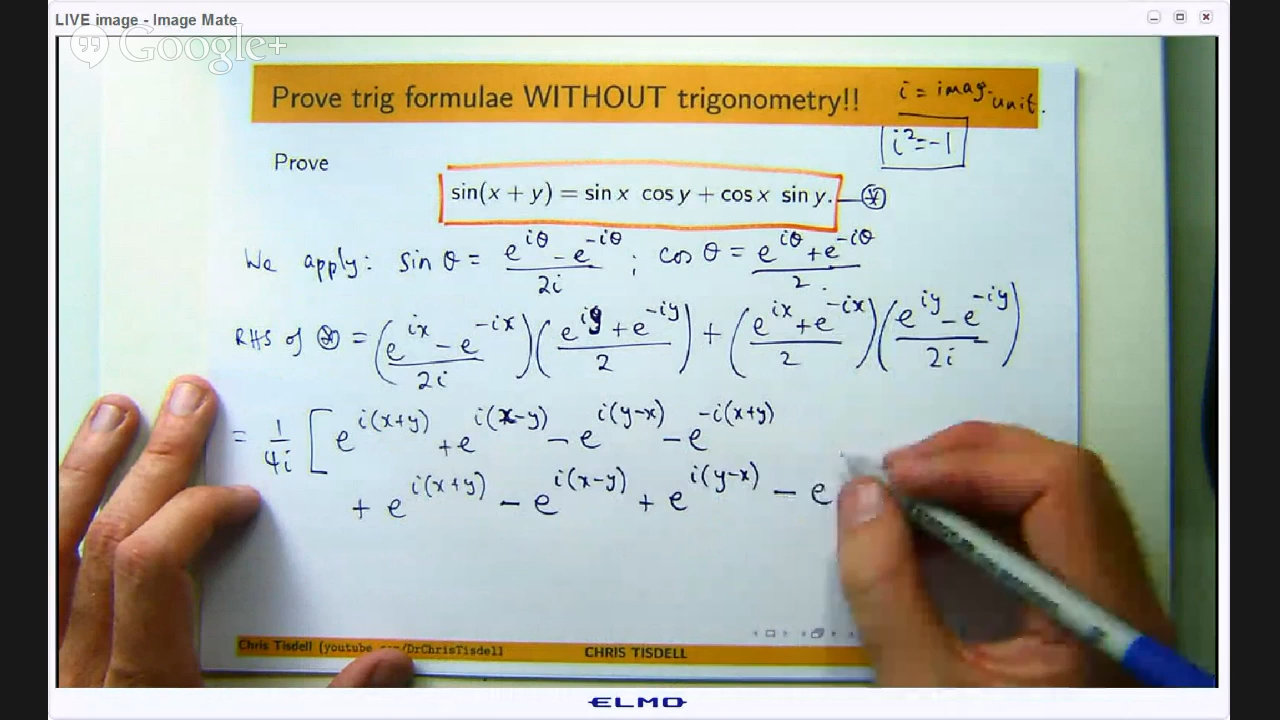 LIVE image - Image Mate
Google+
Prove trig formulae WITHOUT trigonometry!!
i = imag. unit.
i² = -1
Prove
sin(x + y) = sin x cos y + cos x sin y. — ⊛
We apply: sin θ = (e^{iθ} - e^{-iθ})/2i ; cos θ = (e^{iθ} + e^{-iθ})/2.
RHS of ⊛ = ((e^{ix} - e^{-ix})/2i)((e^{iy} + e^{-iy})/2) + ((e^{ix} + e^{-ix})/2)((e^{iy} - e^{-iy})/2i)
= 1/4i [ e^{i(x+y)} + e^{i(x-y)} - e^{i(y-x)} - e^{-i(x+y)}
+ e^{i(x+y)} - e^{i(x-y)} + e^{i(y-x)} - e
Chris Tisdell (youtube /DrChrisTisdell
CHRIS TISDELL
ELMO